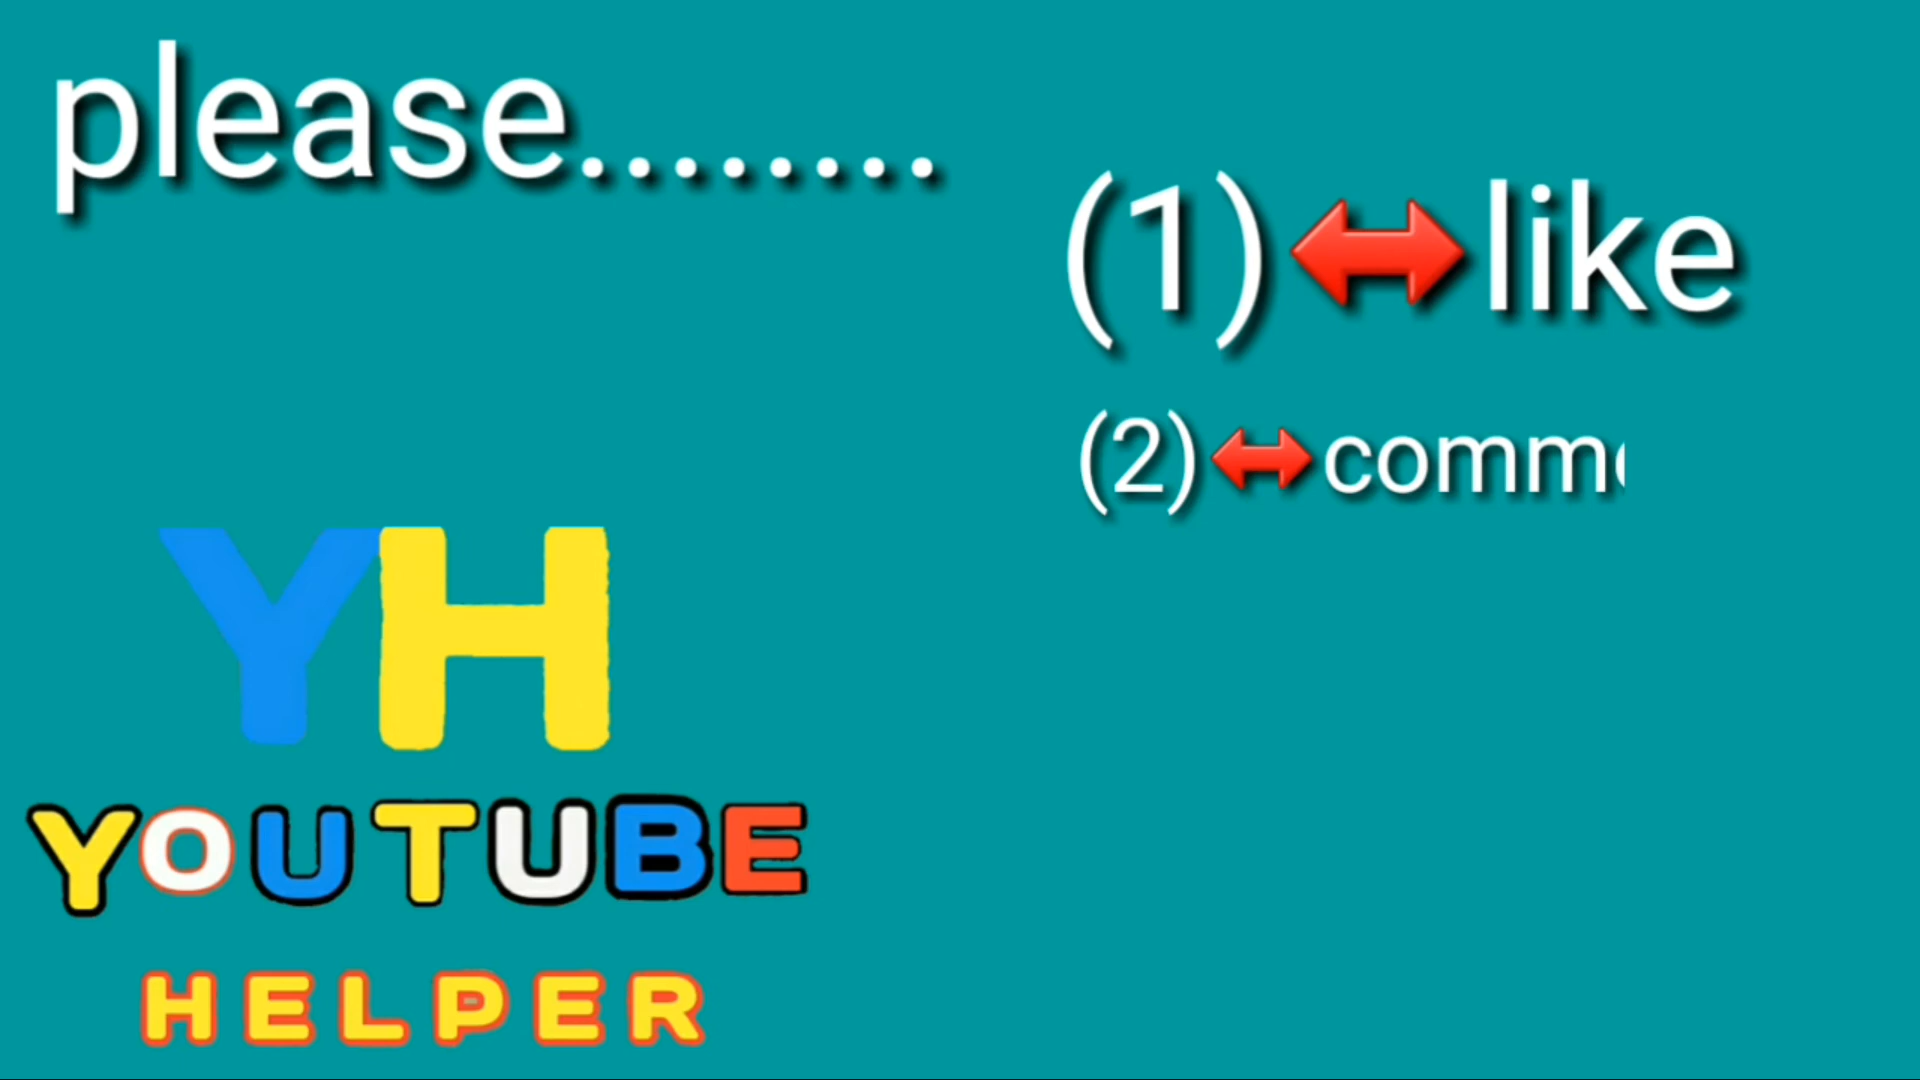 please........
(1)↔like
(2)↔comm
YH
YOUTUBE
HELPER